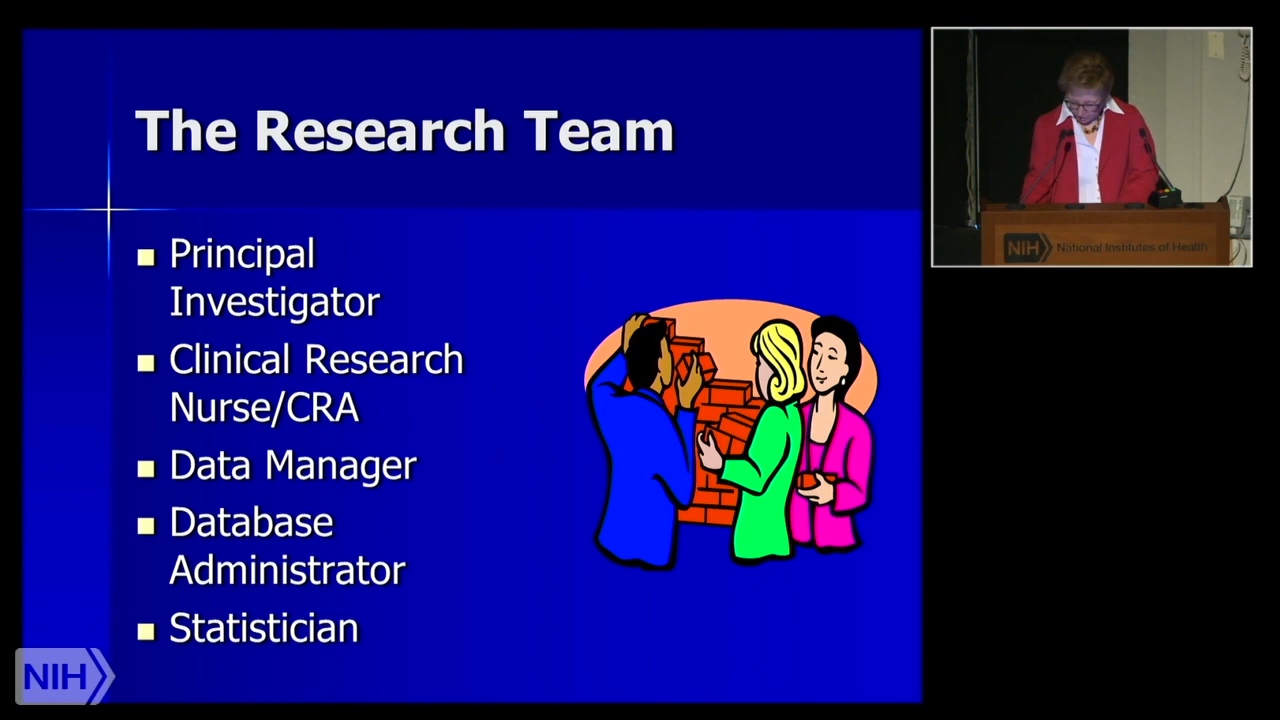 The Research Team
■ Principal
Investigator
■ Clinical Research
Nurse/CRA
■ Data Manager
■ Database
Administrator
■ Statistician
NIH
NIH National Institutes of Health